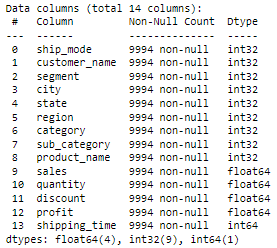 Data columns (total 14 columns):
 #   Column         Non-Null Count  Dtype
---  ------         --------------  -----
 0   ship_mode      9994 non-null   int32
 1   customer_name  9994 non-null   int32
 2   segment        9994 non-null   int32
 3   city           9994 non-null   int32
 4   state          9994 non-null   int32
 5   region         9994 non-null   int32
 6   category       9994 non-null   int32
 7   sub_category   9994 non-null   int32
 8   product_name   9994 non-null   int32
 9   sales          9994 non-null   float64
 10  quantity       9994 non-null   float64
 11  discount       9994 non-null   float64
 12  profit         9994 non-null   float64
 13  shipping_time  9994 non-null   int64
dtypes: float64(4), int32(9), int64(1)